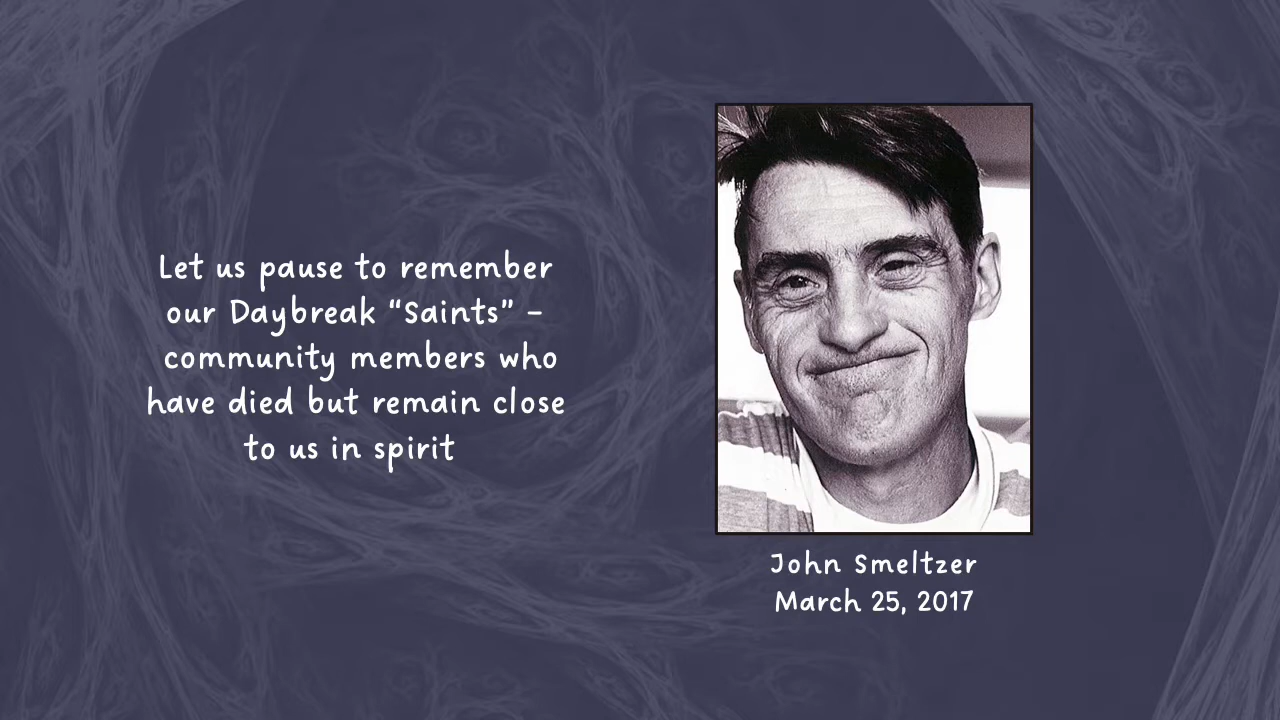 Let us pause to remember
our Daybreak “Saints” –
community members who
have died but remain close
to us in spirit
John Smeltzer
March 25, 2017